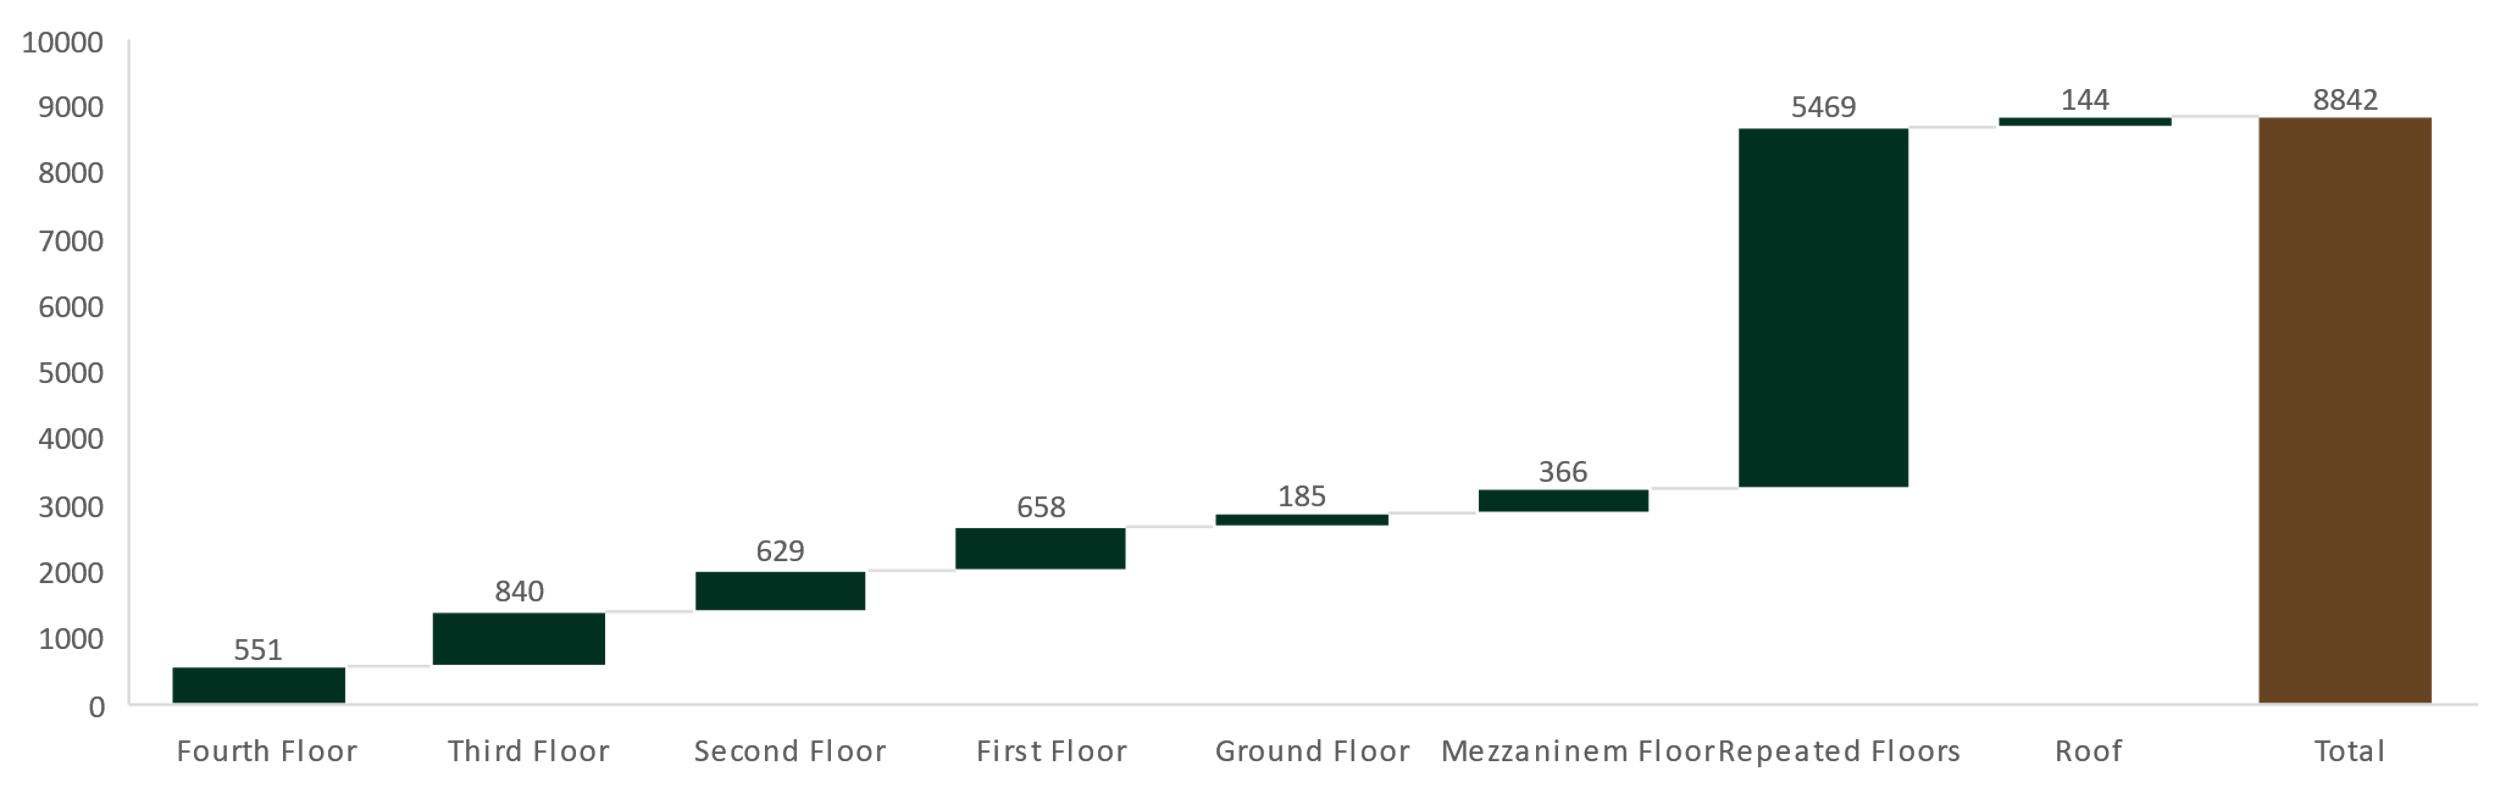 10000
9000
8000
7000
6000
5000
4000
3000
2000
1000
0
551
840
629
658
185
366
5469
144
8842
Fourth Floor
Third Floor
Second Floor
First Floor
Ground Floor
Mezzaninem Floor
Repeated Floors
Roof
Total